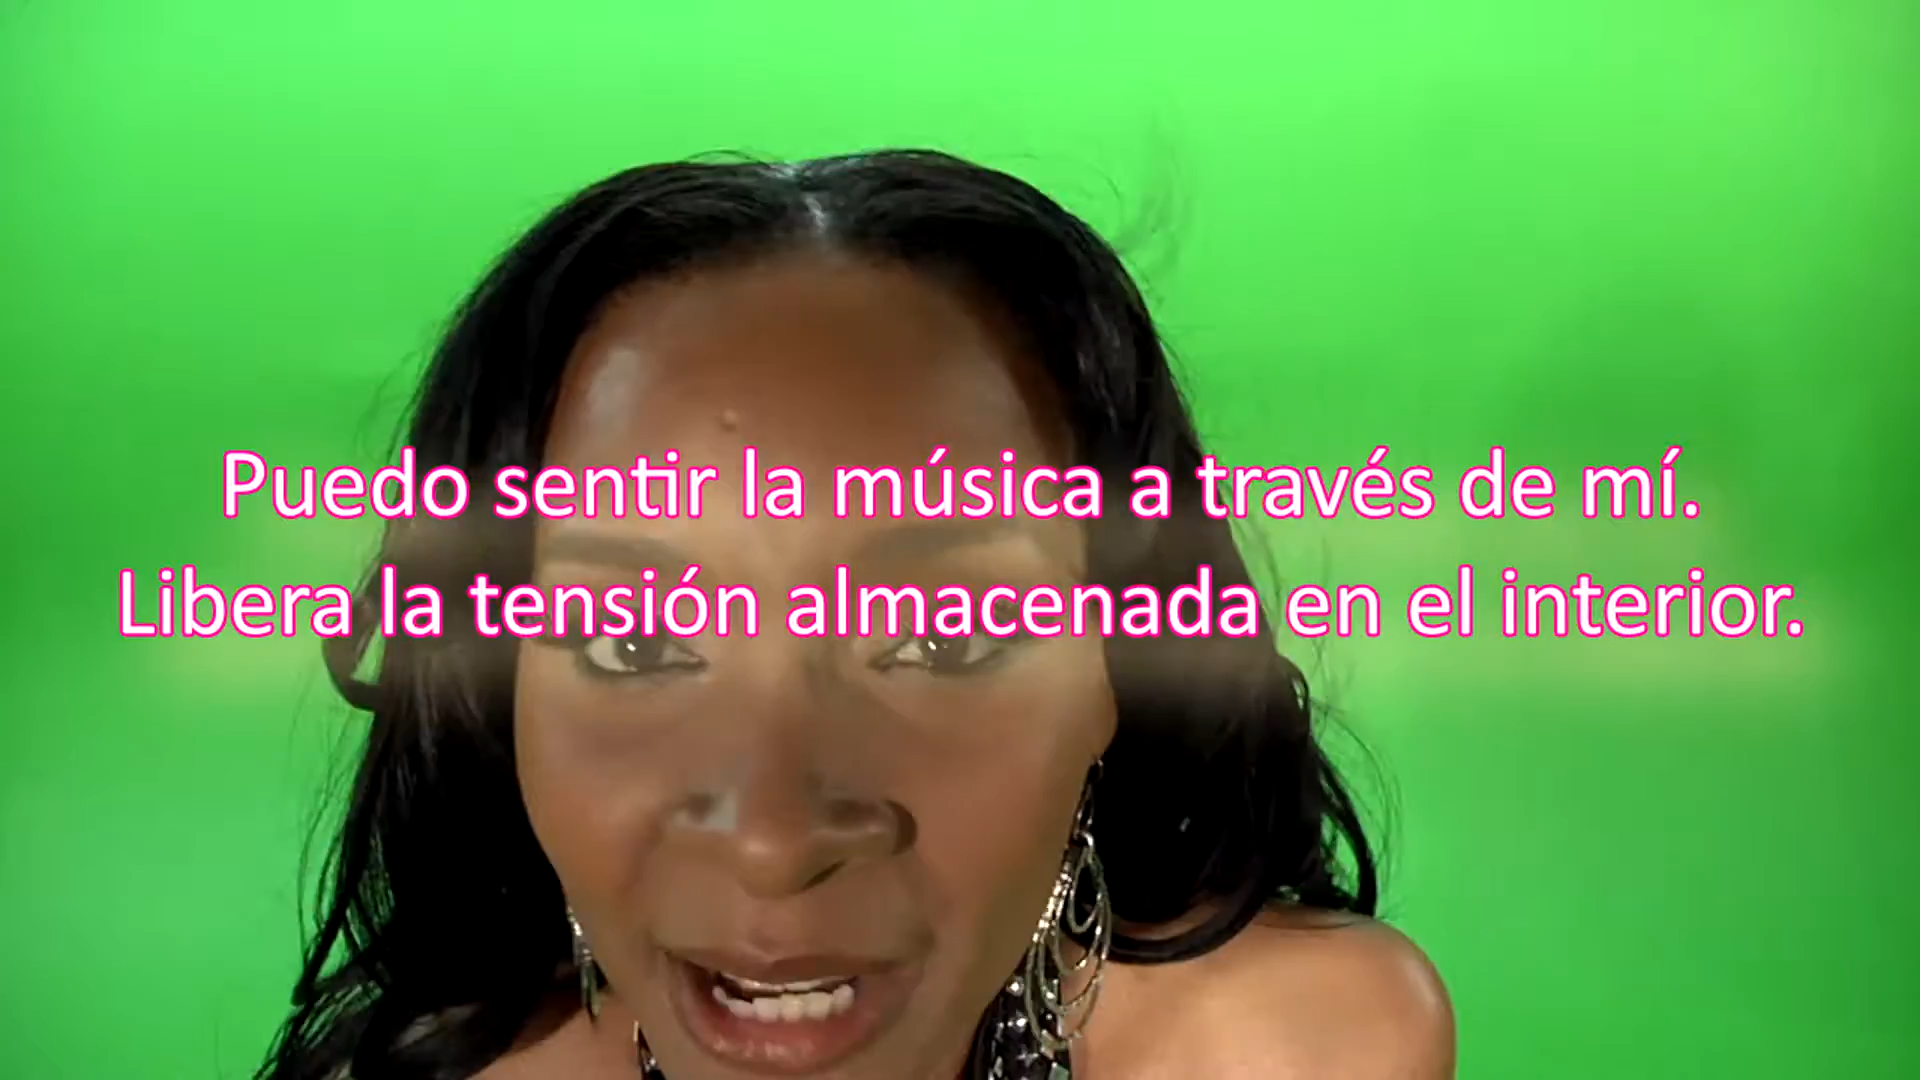 Puedo sentir la música a través de mí.
Libera la tensión almacenada en el interior.